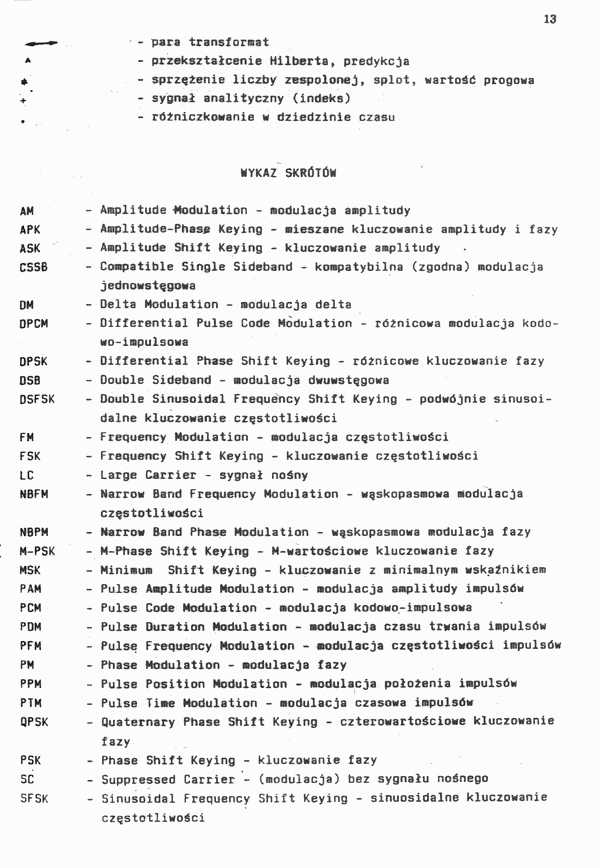 13
- para transformat
^ - przekształcenie Hilberta, predykcja
* - sprzężenie liczby zespolonej, splot, wartość progowa
+ - sygnał analityczny (indeks)
. - różniczkowanie w dziedzinie czasu
WYKAZ SKRÓTÓW
AM - Amplitude Modulation - modulacja amplitudy
APK - Amplitude-Phase Keying - mieszane kluczowanie amplitudy i fazy
ASK - Amplitude Shift Keying - kluczowanie amplitudy
CSSB - Compatible Single Sideband - kompatybilna (zgodna) modulacja
jednowstęgowa
DM - Delta Modulation - modulacja delta
DPCM - Differential Pulse Code Modulation - różnicowa modulacja kodo-
wo-impulsowa
DPSK - Differential Phase Shift Keying - różnicowe kluczowanie fazy
DSB - Double Sideband - modulacja dwuwstęgowa
DSFSK - Double Sinusoidal Frequency Shift Keying - podwójnie sinusoi-
dalne kluczowanie częstotliwości
FM - Frequency Modulation - modulacja częstotliwości
FSK - Frequency Shift Keying - kluczowanie częstotliwości
LC - Large Carrier - sygnał nośny
NBFM - Narrow Band Frequency Modulation - wąskopasmowa modulacja
częstotliwości
NBPM - Narrow Band Phase Modulation - wąskopasmowa modulacja fazy
M-PSK - M-Phase Shift Keying - M-wartościowe kluczowanie fazy
MSK - Minimum Shift Keying - kluczowanie z minimalnym wskaźnikiem
PAM - Pulse Amplitude Modulation - modulacja amplitudy impulsów
PCM - Pulse Code Modulation - modulacja kodowo-impulsowa
PDM - Pulse Duration Modulation - modulacja czasu trwania impulsów
PFM - Pulse Frequency Modulation - modulacja częstotliwości impulsów
PM - Phase Modulation - modulacja fazy
PPM - Pulse Position Modulation - modulacja położenia impulsów
PTM - Pulse Time Modulation - modulacja czasowa impulsów
QPSK - Quaternary Phase Shift Keying - czterowartościowe kluczowanie
fazy
PSK - Phase Shift Keying - kluczowanie fazy
SC - Suppressed Carrier - (modulacja) bez sygnału nośnego
SFSK - Sinusoidal Frequency Shift Keying - sinuosidalne kluczowanie
częstotliwości